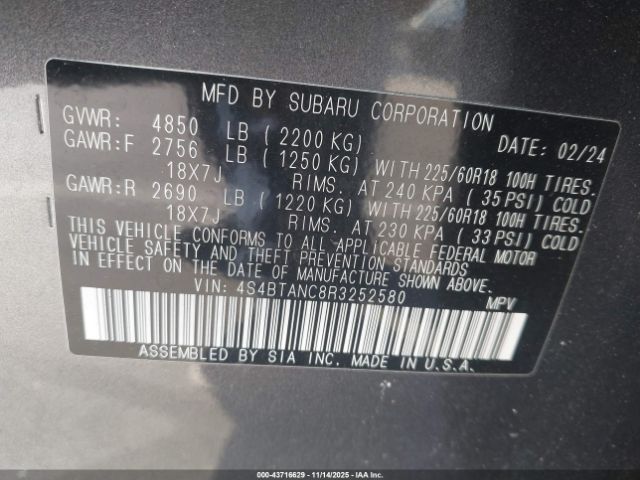 MFD BY SUBARU CORPORATION
GVWR: 4850 LB (2200 KG) DATE: 02/24
GAWR:F 2756 LB (1250 KG) WITH 225/60R18 100H TIRES.
18X7J RIMS. AT 240 KPA (35 PSI) COLD
GAWR:R 2690 LB (1220 KG) WITH 225/60R18 100H TIRES.
18X7J RIMS. AT 230 KPA (33 PSI) COLD
THIS VEHICLE CONFORMS TO ALL APPLICABLE FEDERAL MOTOR
VEHICLE SAFETY AND THEFT PREVENTION STANDARDS
IN EFFECT ON THE DATE OF MANUFACTURE SHOWN ABOVE.
VIN: 4S4BTANC8R3252580 MPV
ASSEMBLED BY SIA INC. MADE IN U.S.A.
000-43716629 - 11/14/2025 - IAAI Inc.